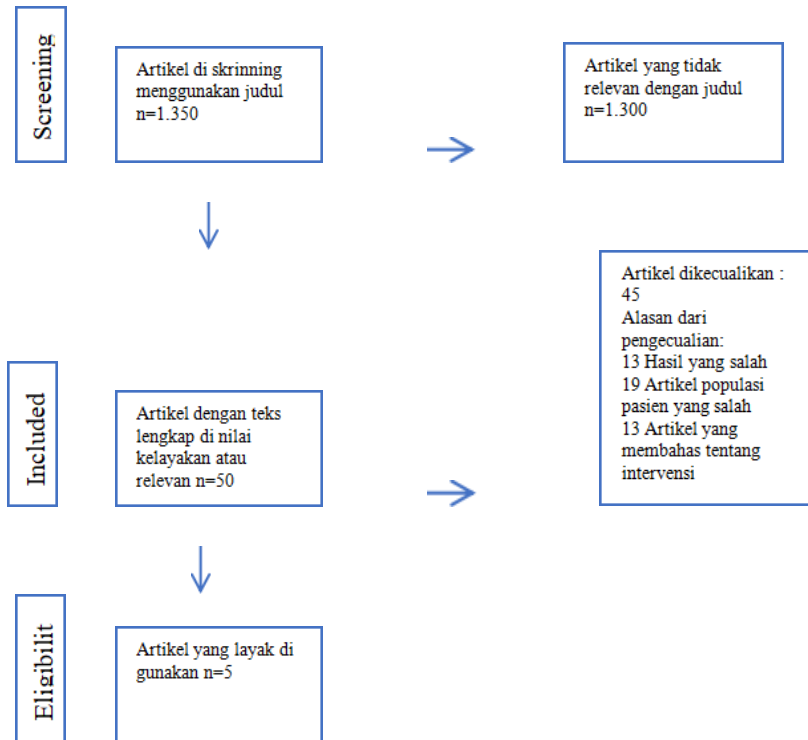 Screening
Artikel di skrinning
menggunakan judul
n=1.350
Artikel yang tidak
relevan dengan judul
n=1.300
Included
Artikel dengan teks
lengkap di nilai
kelayakan atau
relevan n=50
Artikel dikecualikan :
45
Alasan dari
pengecualian:
13 Hasil yang salah
19 Artikel populasi
pasien yang salah
13 Artikel yang
membahas tentang
intervensi
Eligibilit
Artikel yang layak di
gunakan n=5